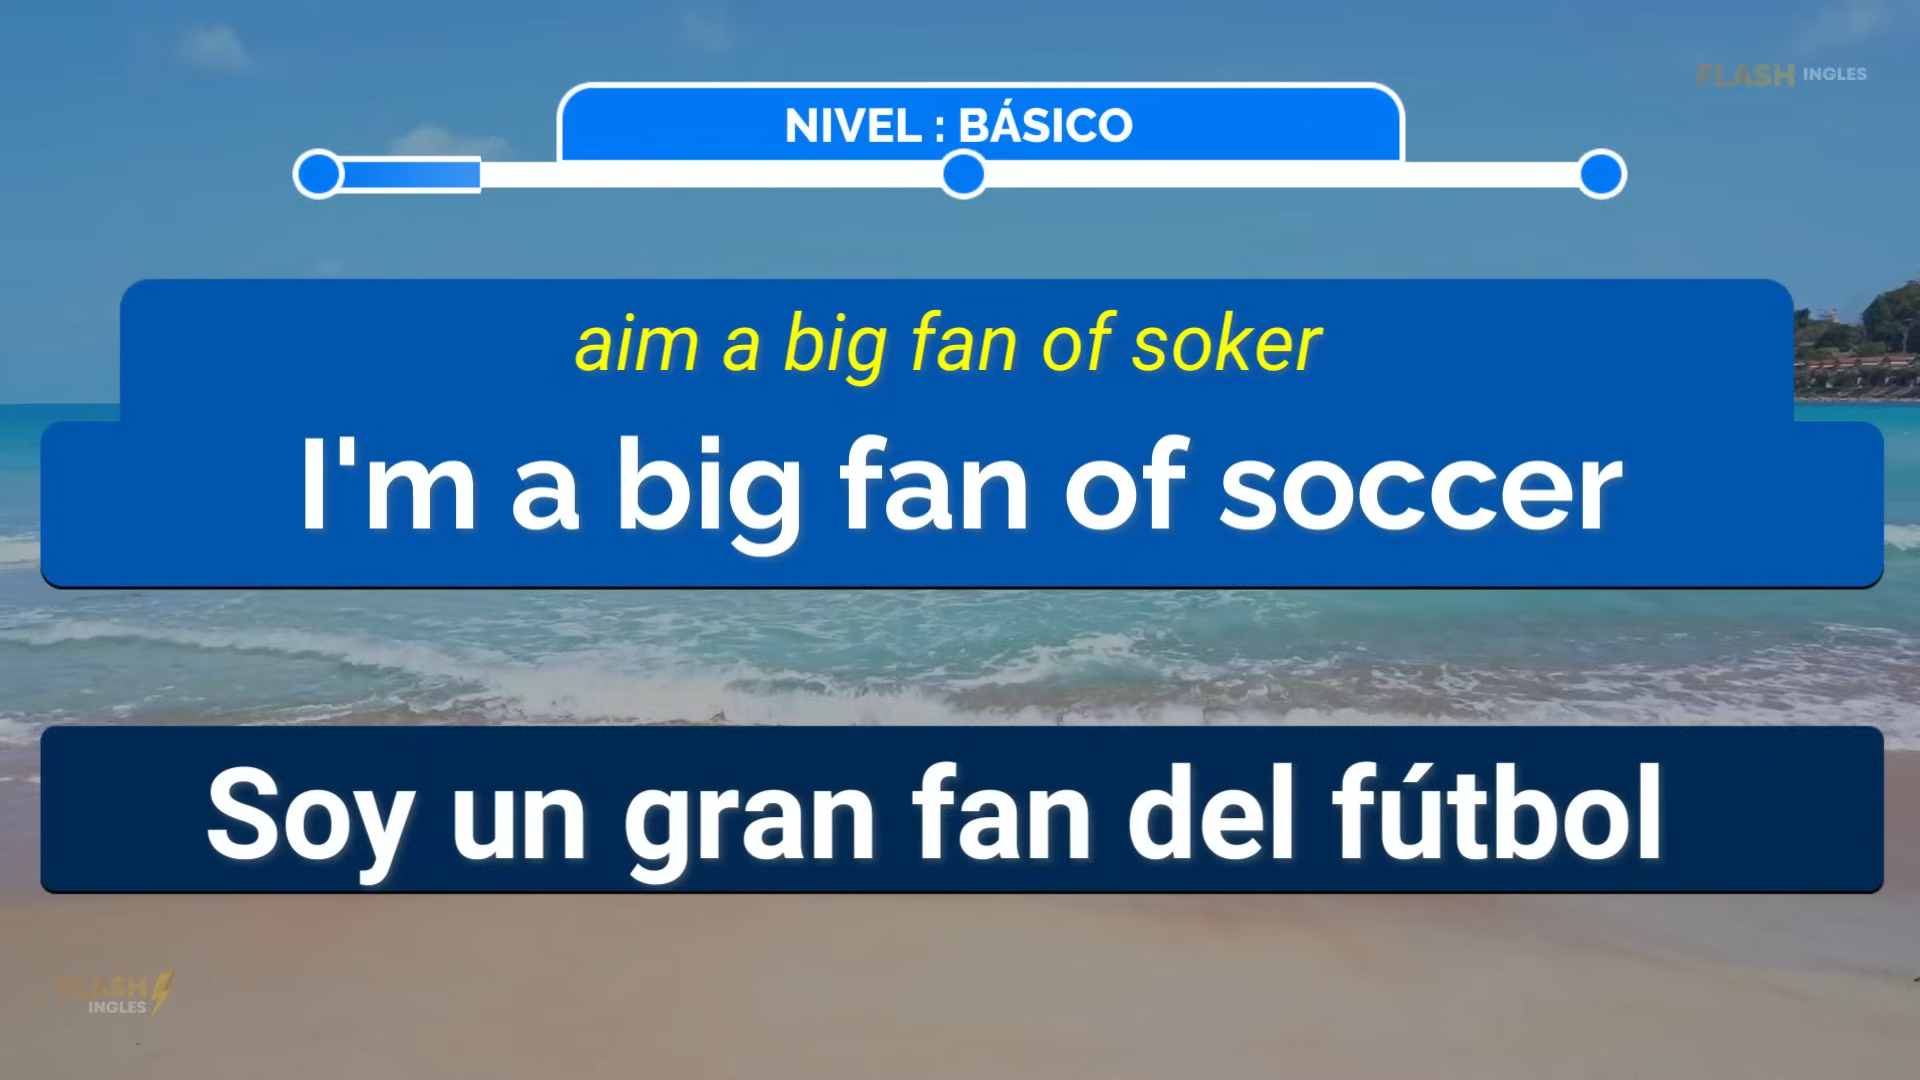 FLASH INGLES
NIVEL : BÁSICO
aim a big fan of soker
I'm a big fan of soccer
Soy un gran fan del fútbol
FLASH
INGLES